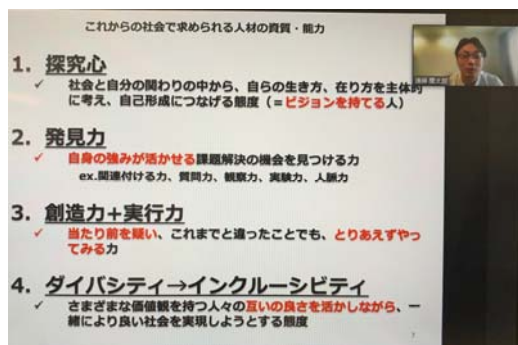 これからの社会で求められる人材の資質・能力
1. 探究心
✓ 社会と自分の関わりの中から、自らの生き方、在り方を主体的
に考え、自己形成につなげる態度（＝ビジョンを持てる人）
2. 発見力
✓ 自身の強みが活かせる課題解決の機会を見つける力
ex.関連付ける力、質問力、観察力、実験力、人脈力
3. 創造力+実行力
✓ 当たり前を疑い、これまでと違ったことでも、とりあえずやっ
てみる力
4. ダイバシティ→インクルーシビティ
✓ さまざまな価値観を持つ人々の互いの良さを活かしながら、一
緒により良い社会を実現しようとする態度
7